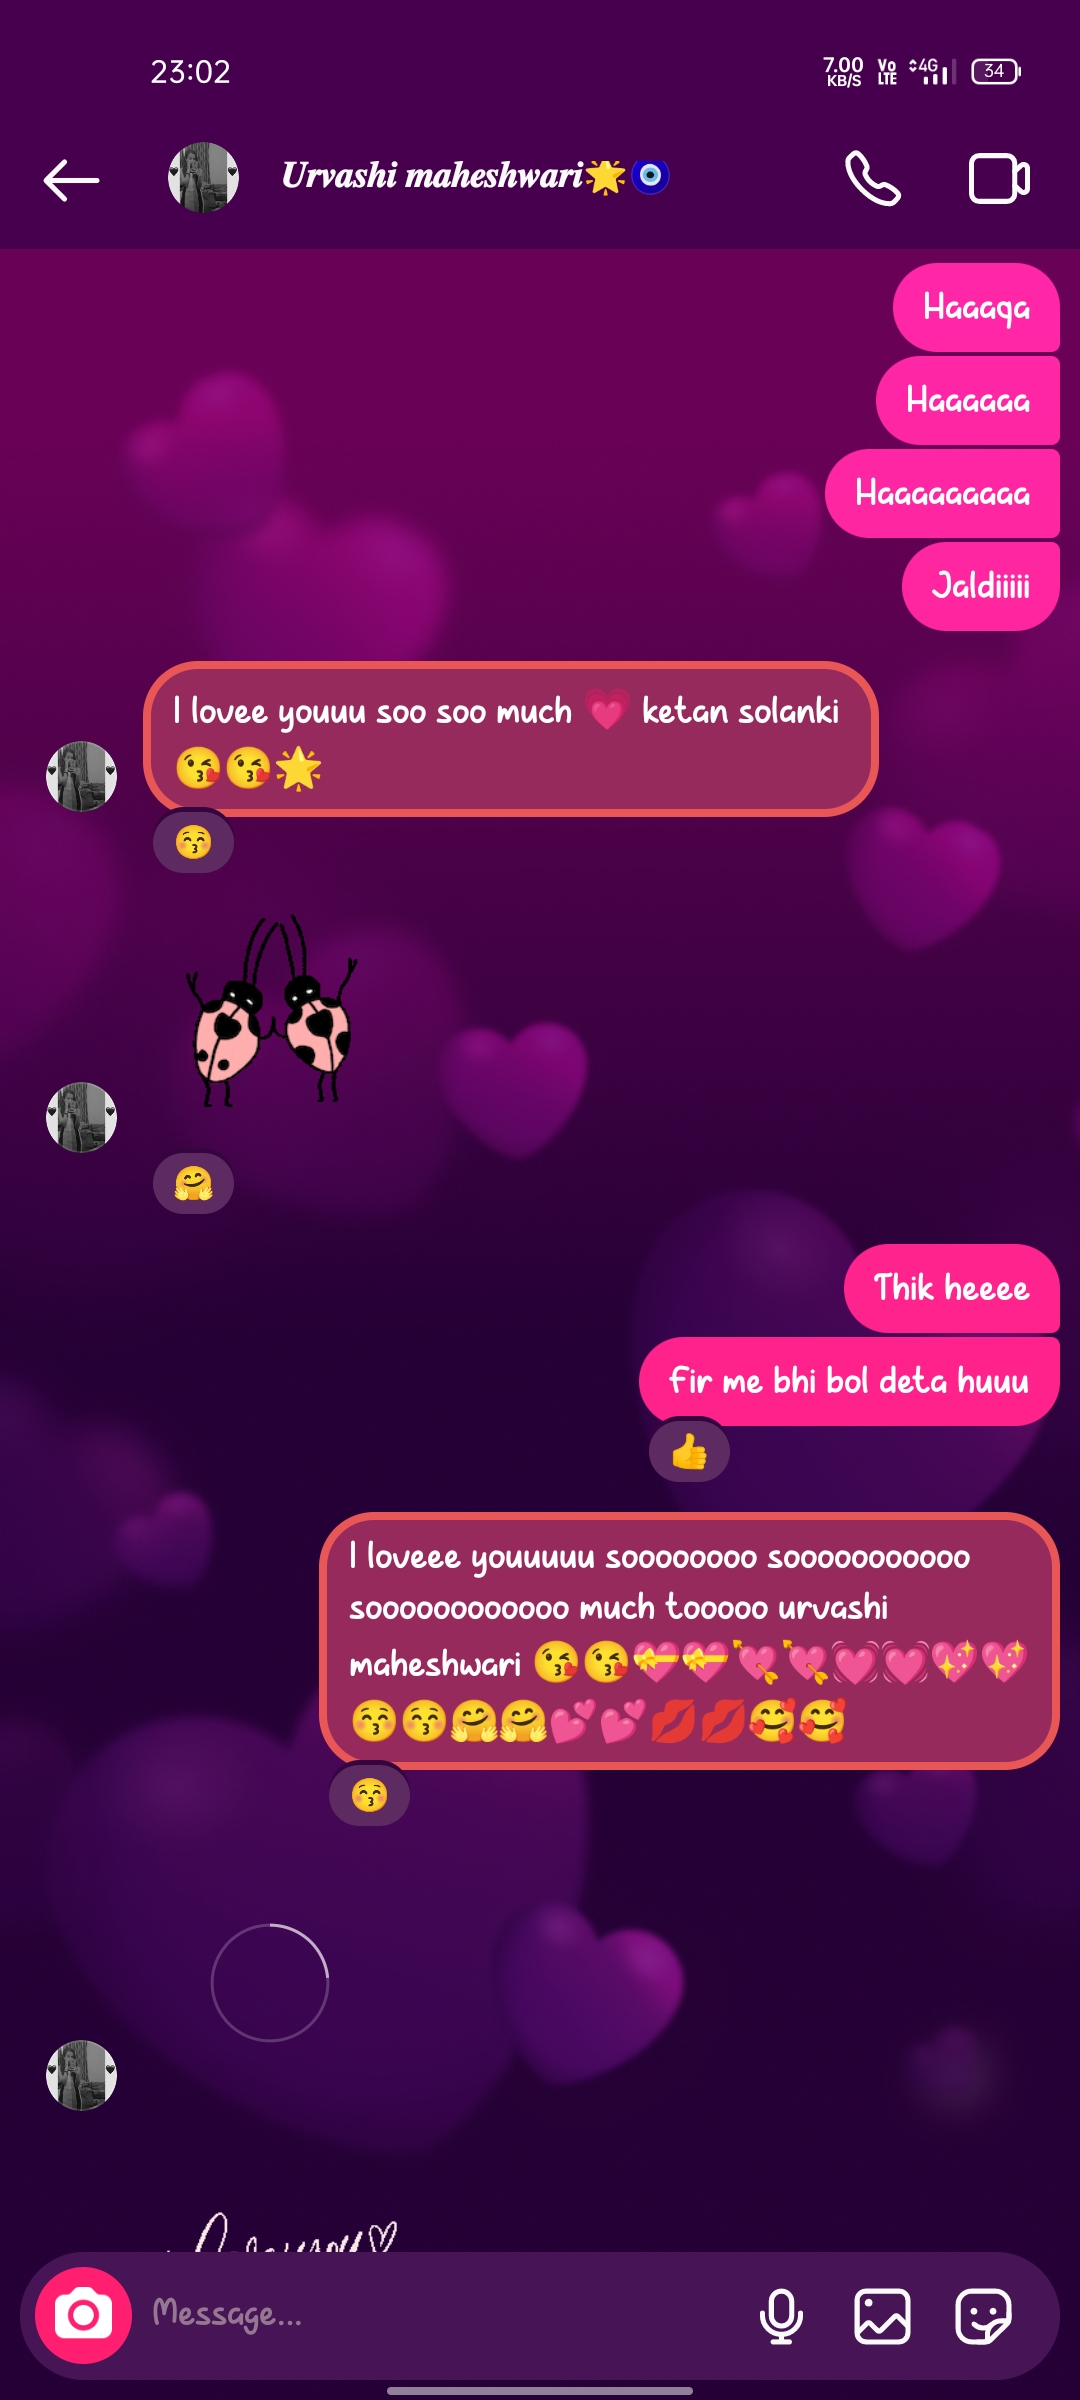 23:02
7.00 KB/S Vo LTE 4G 34
Urvashi maheshwari🌟🧿
Haaaqa
Haaaaaa
Haaaaaaaaa
Jaldiiiii
I lovee youuu soo soo much 💗 ketan solanki
😘😘🌟
😚
🤗
Thik heeee
Fir me bhi bol deta huuu
👍
I loveee youuuuu soooooooo sooooooooooo
soooooooooooo much tooooo urvashi
maheshwari 😘😘💝💝💘💘💓💓💖💖
😚😚🤗🤗💕💕💋💋🥰🥰
😚
Message...